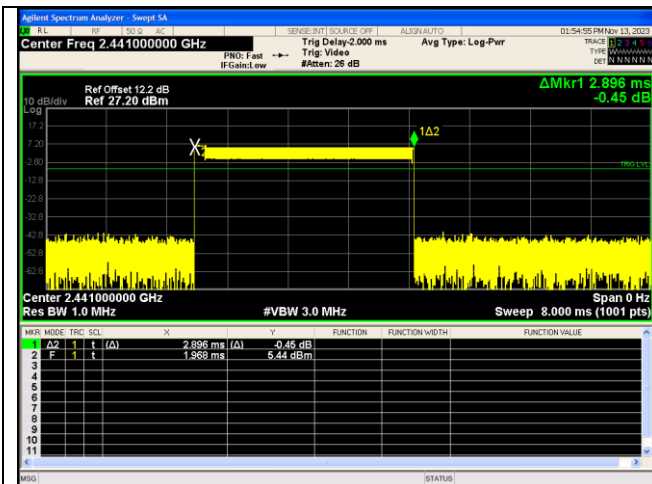 Agilent Spectrum Analyzer - Swept SA
RL RF 50 Ω AC SENSE:INT SOURCE OFF ALIGN AUTO 01:54:55 PM Nov 13, 2023
Center Freq 2.441000000 GHz
PNO: Fast
IFGain:Low
Trig Delay-2.000 ms
Trig: Video
#Atten: 26 dB
Avg Type: Log-Pwr
TRACE 1 2 3 4 5 6
TYPE
DET N N N N N N
Ref Offset 12.2 dB
10 dB/div Ref 27.20 dBm
Log
ΔMkr1 2.896 ms
-0.45 dB
17.2
7.20
-2.80
-12.8
-22.8
-32.8
-42.8
-52.8
-62.8
1Δ2
TRIG LVL
Center 2.441000000 GHz Span 0 Hz
Res BW 1.0 MHz #VBW 3.0 MHz Sweep 8.000 ms (1001 pts)
MKR MODE TRC SCL X Y FUNCTION FUNCTION WIDTH FUNCTION VALUE
1 Δ2 1 t (Δ) 2.896 ms (Δ) -0.45 dB
2 F 1 t 1.968 ms 5.44 dBm
3
4
5
6
7
8
9
10
11
MSG STATUS